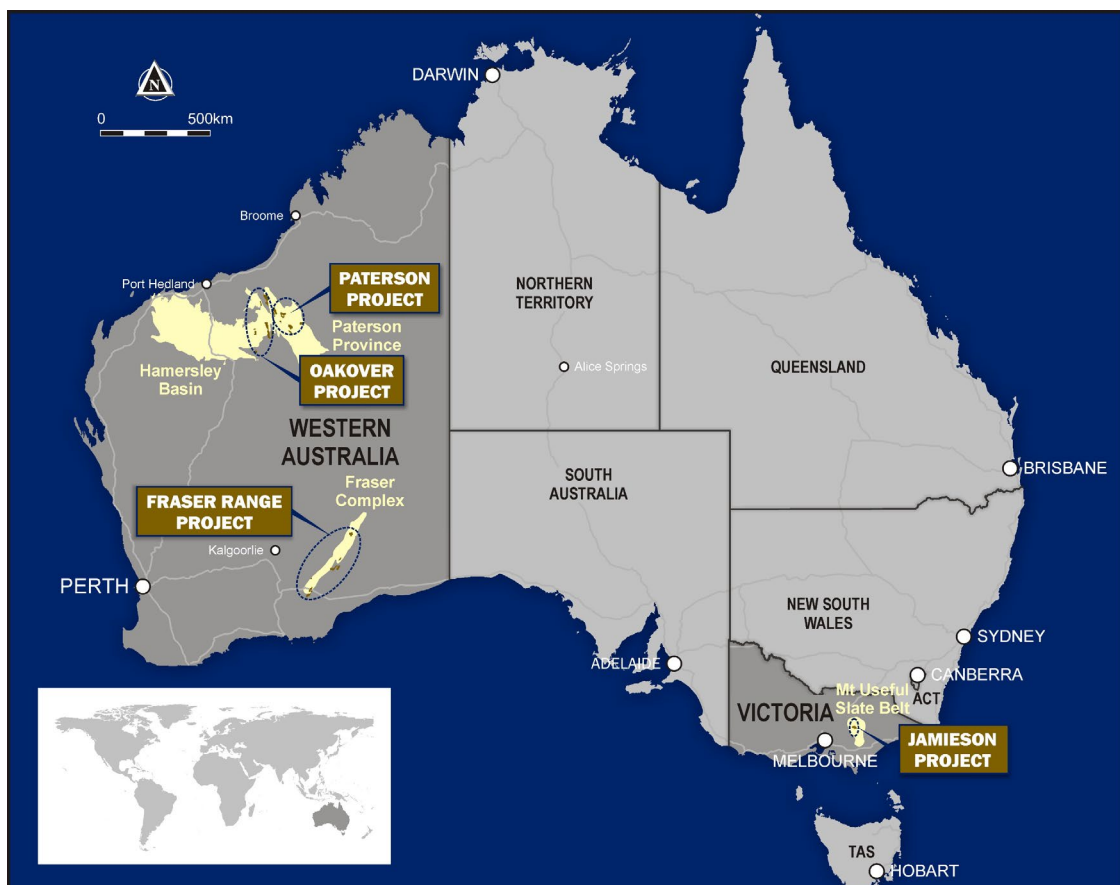 DARWIN
N
0 500km
Broome
Port Hedland
PATERSON
PROJECT
NORTHERN
TERRITORY
Paterson
Province
Hamersley
Basin
OAKOVER
PROJECT
Alice Springs
QUEENSLAND
WESTERN
AUSTRALIA
BRISBANE
SOUTH
AUSTRALIA
Fraser
Complex
FRASER RANGE
PROJECT
Kalgoorlie
PERTH
NEW SOUTH
WALES
SYDNEY
ADELAIDE
CANBERRA
ACT
Mt Useful
Slate Belt
VICTORIA
JAMIESON
PROJECT
MELBOURNE
TAS
HOBART